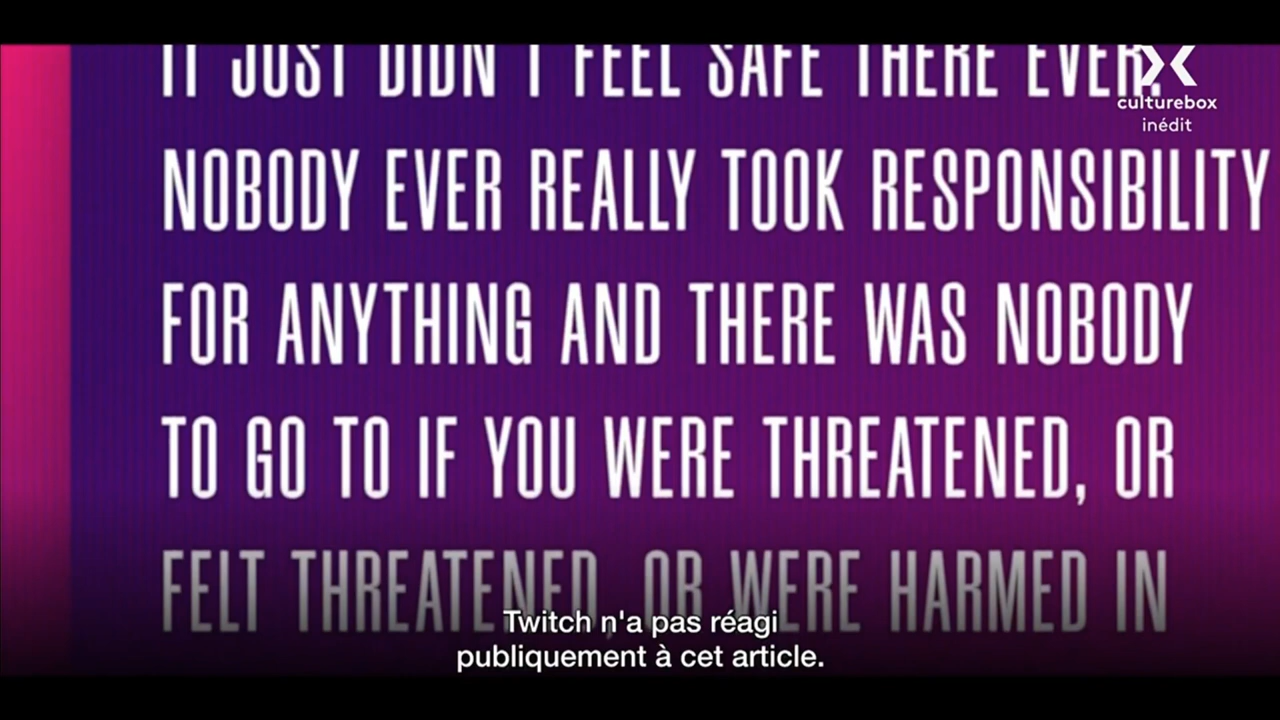 IT JUST DIDN'T FEEL SAFE THERE EVER.
culturebox
inédit
NOBODY EVER REALLY TOOK RESPONSIBILITY
FOR ANYTHING AND THERE WAS NOBODY
TO GO TO IF YOU WERE THREATENED, OR
FELT THREATENED, OR WERE HARMED IN
Twitch n'a pas réagi
publiquement à cet article.